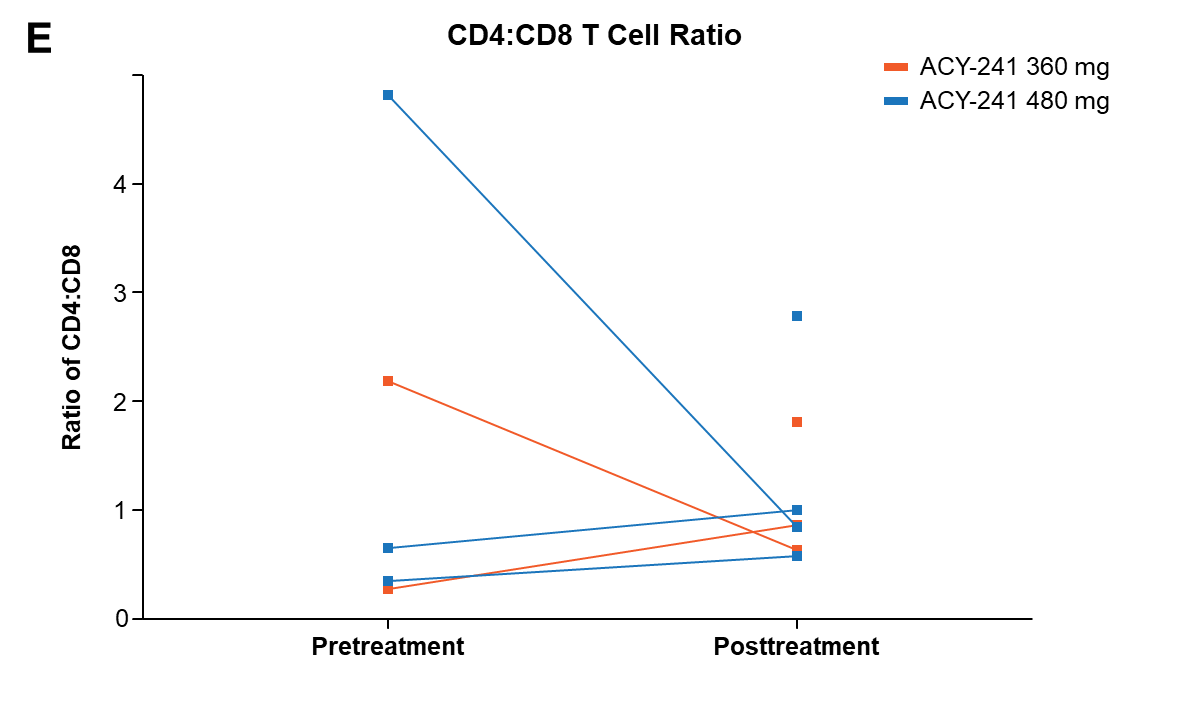 E
CD4:CD8 T Cell Ratio
ACY-241 360 mg
ACY-241 480 mg
Ratio of CD4:CD8
4
3
2
1
0
Pretreatment
Posttreatment